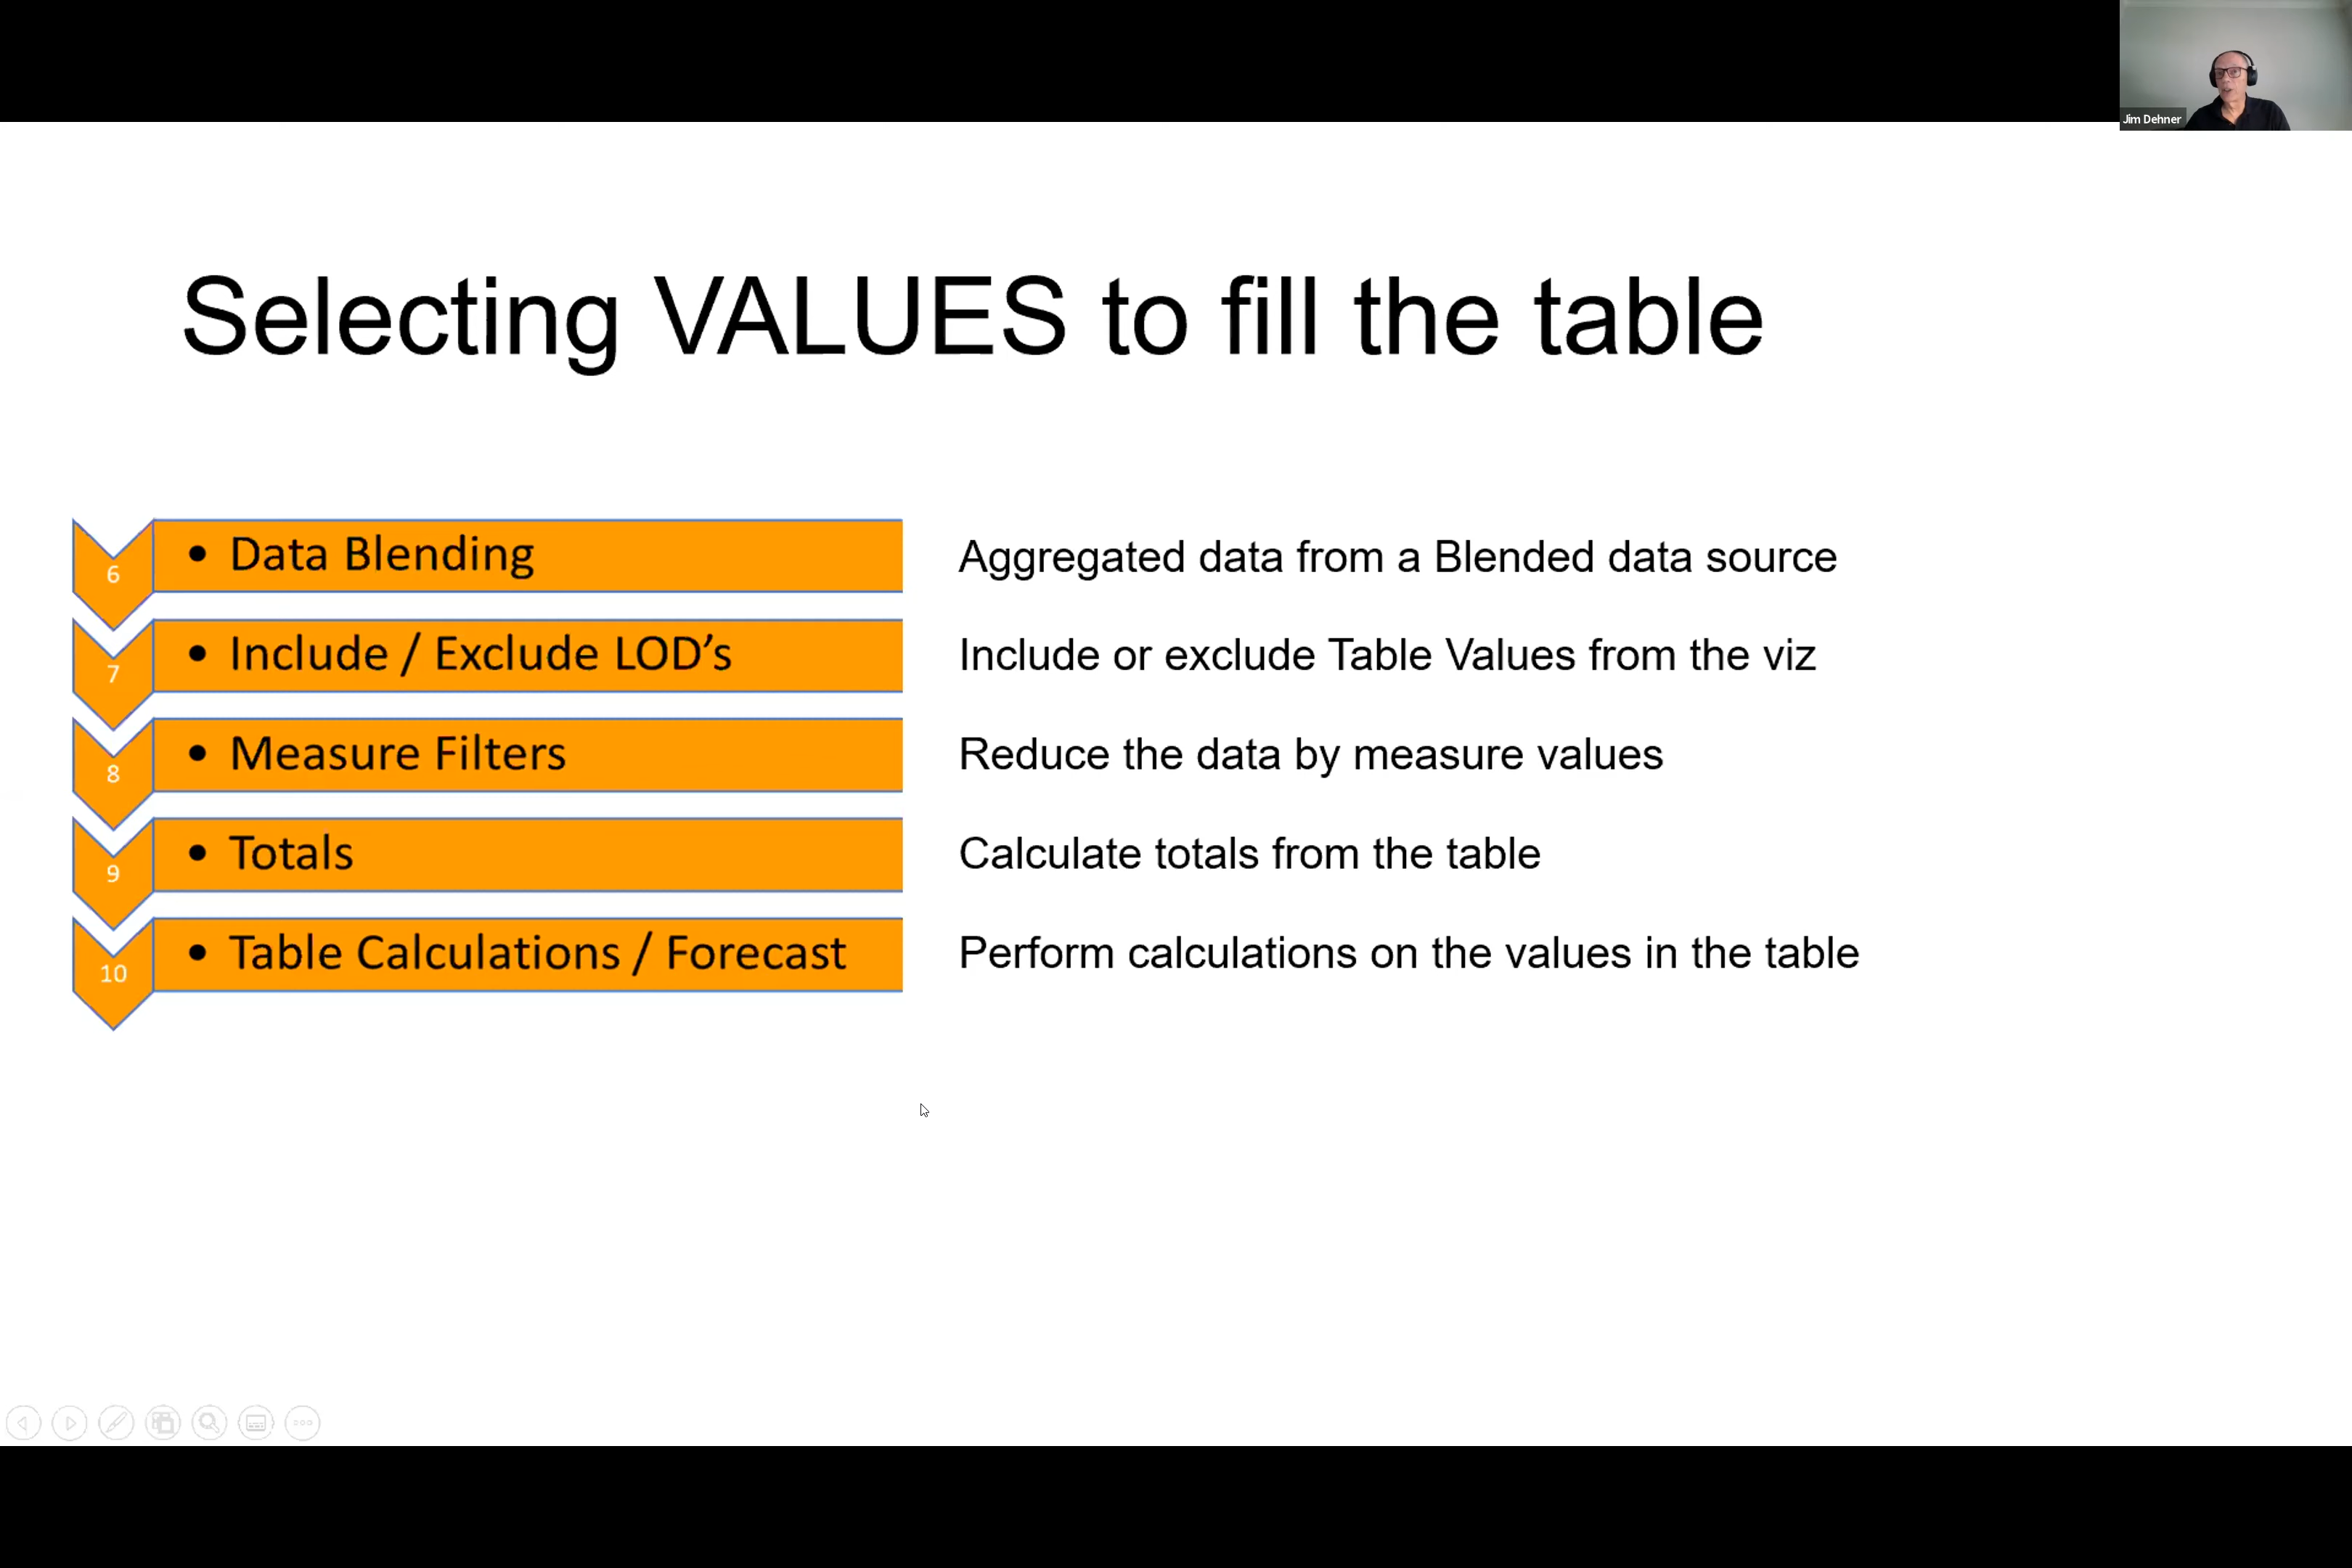 Jim Dehner
Selecting VALUES to fill the table
6 • Data Blending Aggregated data from a Blended data source
7 • Include / Exclude LOD’s Include or exclude Table Values from the viz
8 • Measure Filters Reduce the data by measure values
9 • Totals Calculate totals from the table
10 • Table Calculations / Forecast Perform calculations on the values in the table